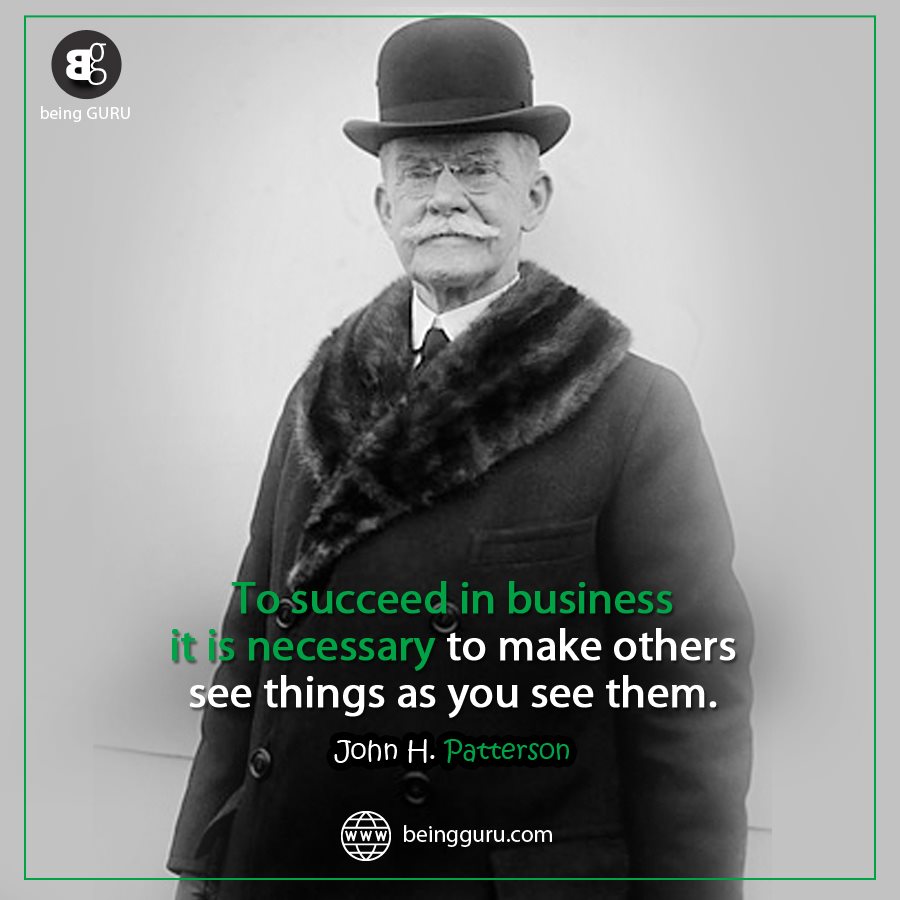 being GURU
To succeed in business
it is necessary to make others
see things as you see them.
John H. Patterson
www
beingguru.com